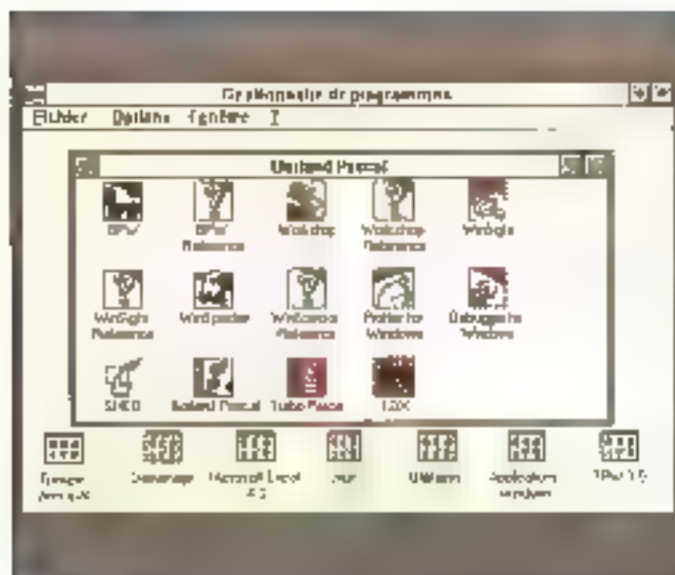 Gestionnaire de programmes
Fichier Options Fenêtre ?
Borland Pascal
BPW
BPW Reference
Workshop
Workshop Reference
WinSight
WinSight Reference
WinSpector
WinSpector Reference
Profiler for Windows
Debugger for Windows
Borland Pascal
Turbo Pascal
Démarrage
Microsoft Excel
Jeux
Utilitaires
Applications